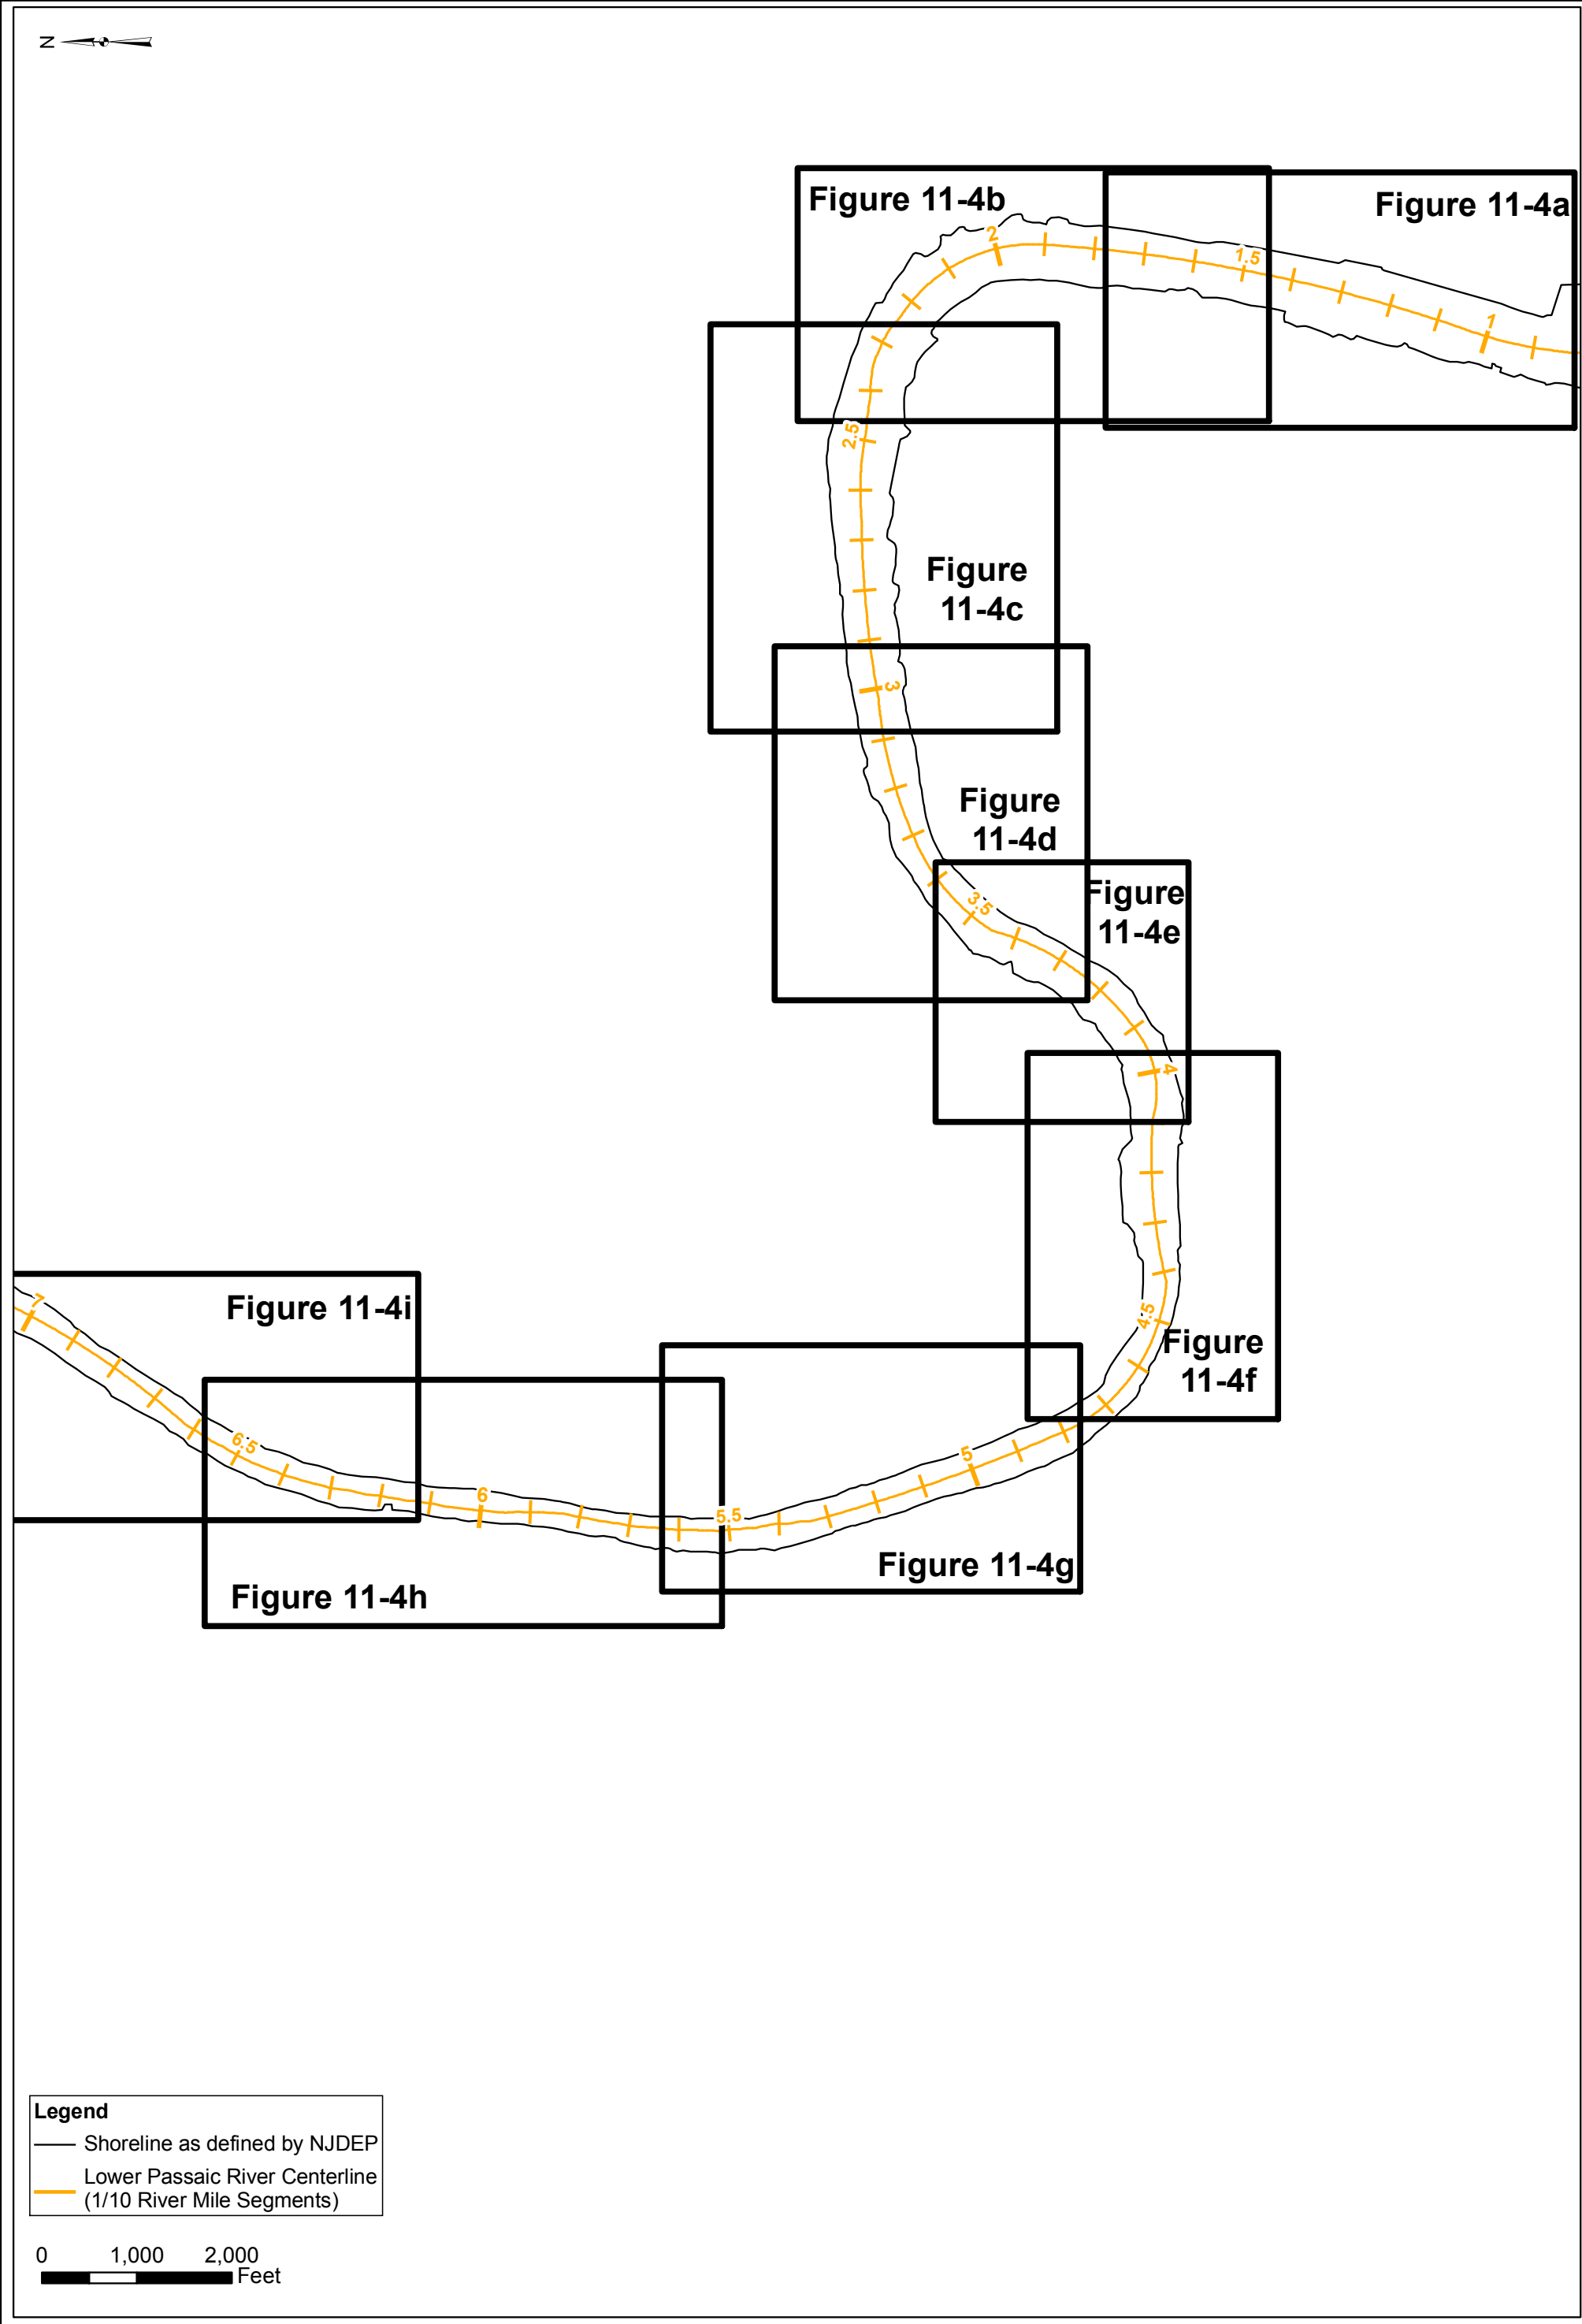 N
Figure 11-4b
Figure 11-4a
2
1.5
1
2.5
Figure
11-4c
3
Figure
11-4d
Figure
11-4e
3.5
4
Figure 11-4i
7
4.5
Figure
11-4f
6.5
6
5.5
5
Figure 11-4g
Figure 11-4h
Legend
Shoreline as defined by NJDEP
Lower Passaic River Centerline
(1/10 River Mile Segments)
0 1,000 2,000
Feet